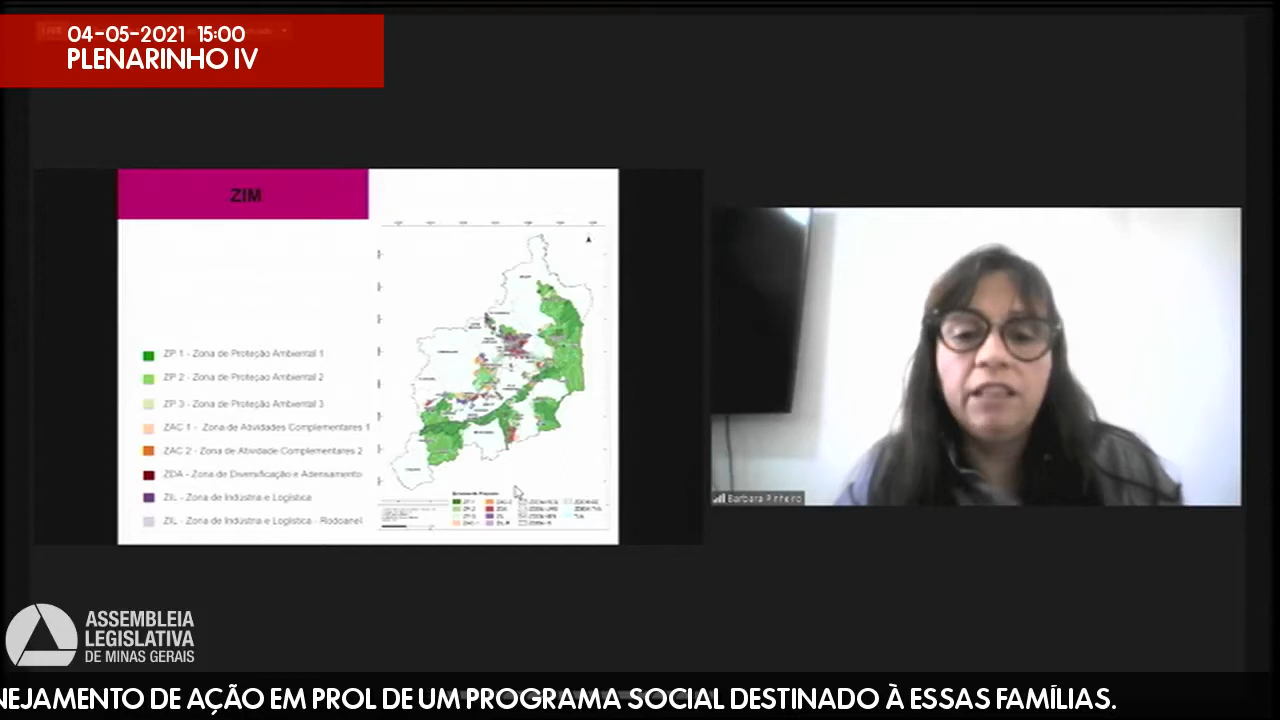 04-05-2021 15:00
PLENARINHO IV
ZIM
ZP 1 - Zona de Proteção Ambiental 1
ZP 2 - Zona de Proteçao Ambiental 2
ZP 3 - Zona de Proteção Ambiental 3
ZAC 1 - Zona de Atividades Complementares 1
ZAC 2 - Zona de Atividade Complementares 2
ZDA - Zona de Diversificação e Adensamento
ZIL - Zona de Indústria e Logística
ZIL - Zona de Indústria e Logística - Rodoanel
Barbara Pinheiro
ASSEMBLEIA
LEGISLATIVA
DE MINAS GERAIS
NEJAMENTO DE AÇÃO EM PROL DE UM PROGRAMA SOCIAL DESTINADO À ESSAS FAMÍLIAS.